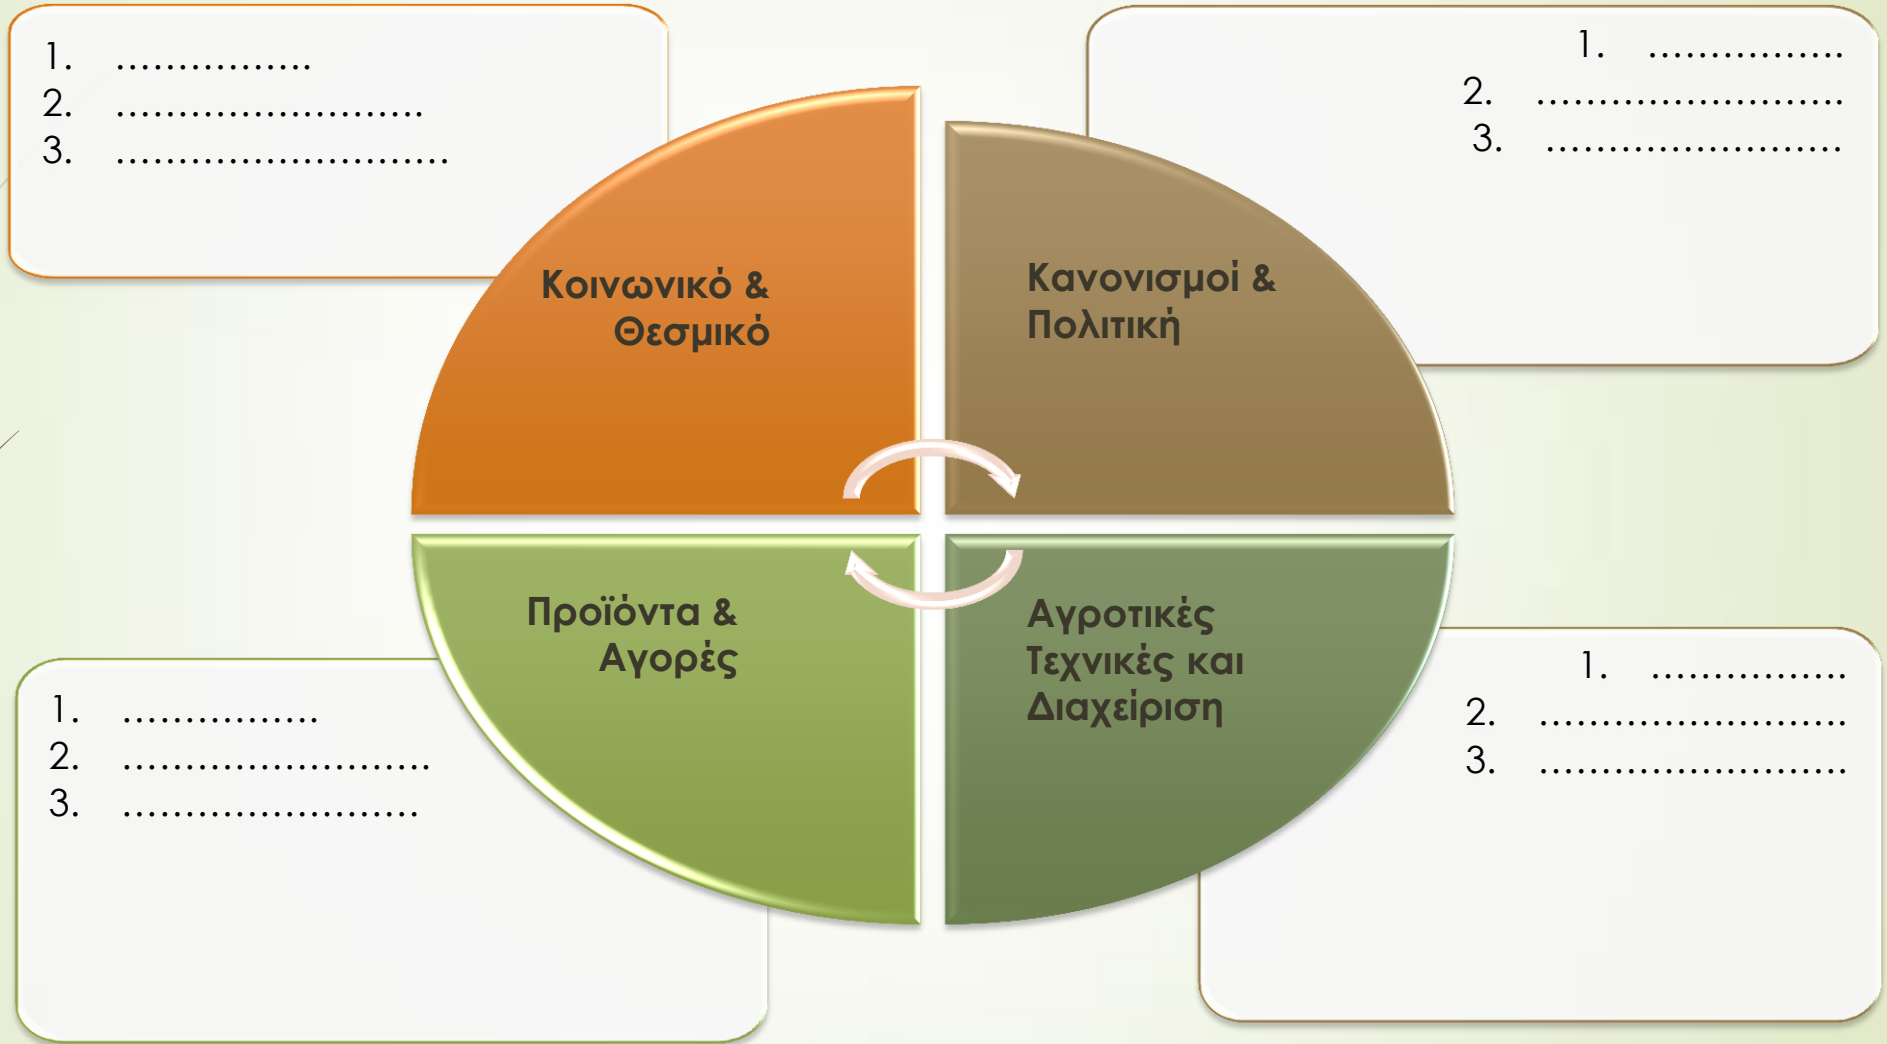 1. ................
2. .........................
3. ...........................
1. ................
2. .........................
3. ........................
Κοινωνικό &
Θεσμικό
Κανονισμοί &
Πολιτική
Προϊόντα &
Αγορές
Αγροτικές
Τεχνικές και
Διαχείριση
1. ................
2. .........................
3. ........................
1. ................
2. .........................
3. .........................